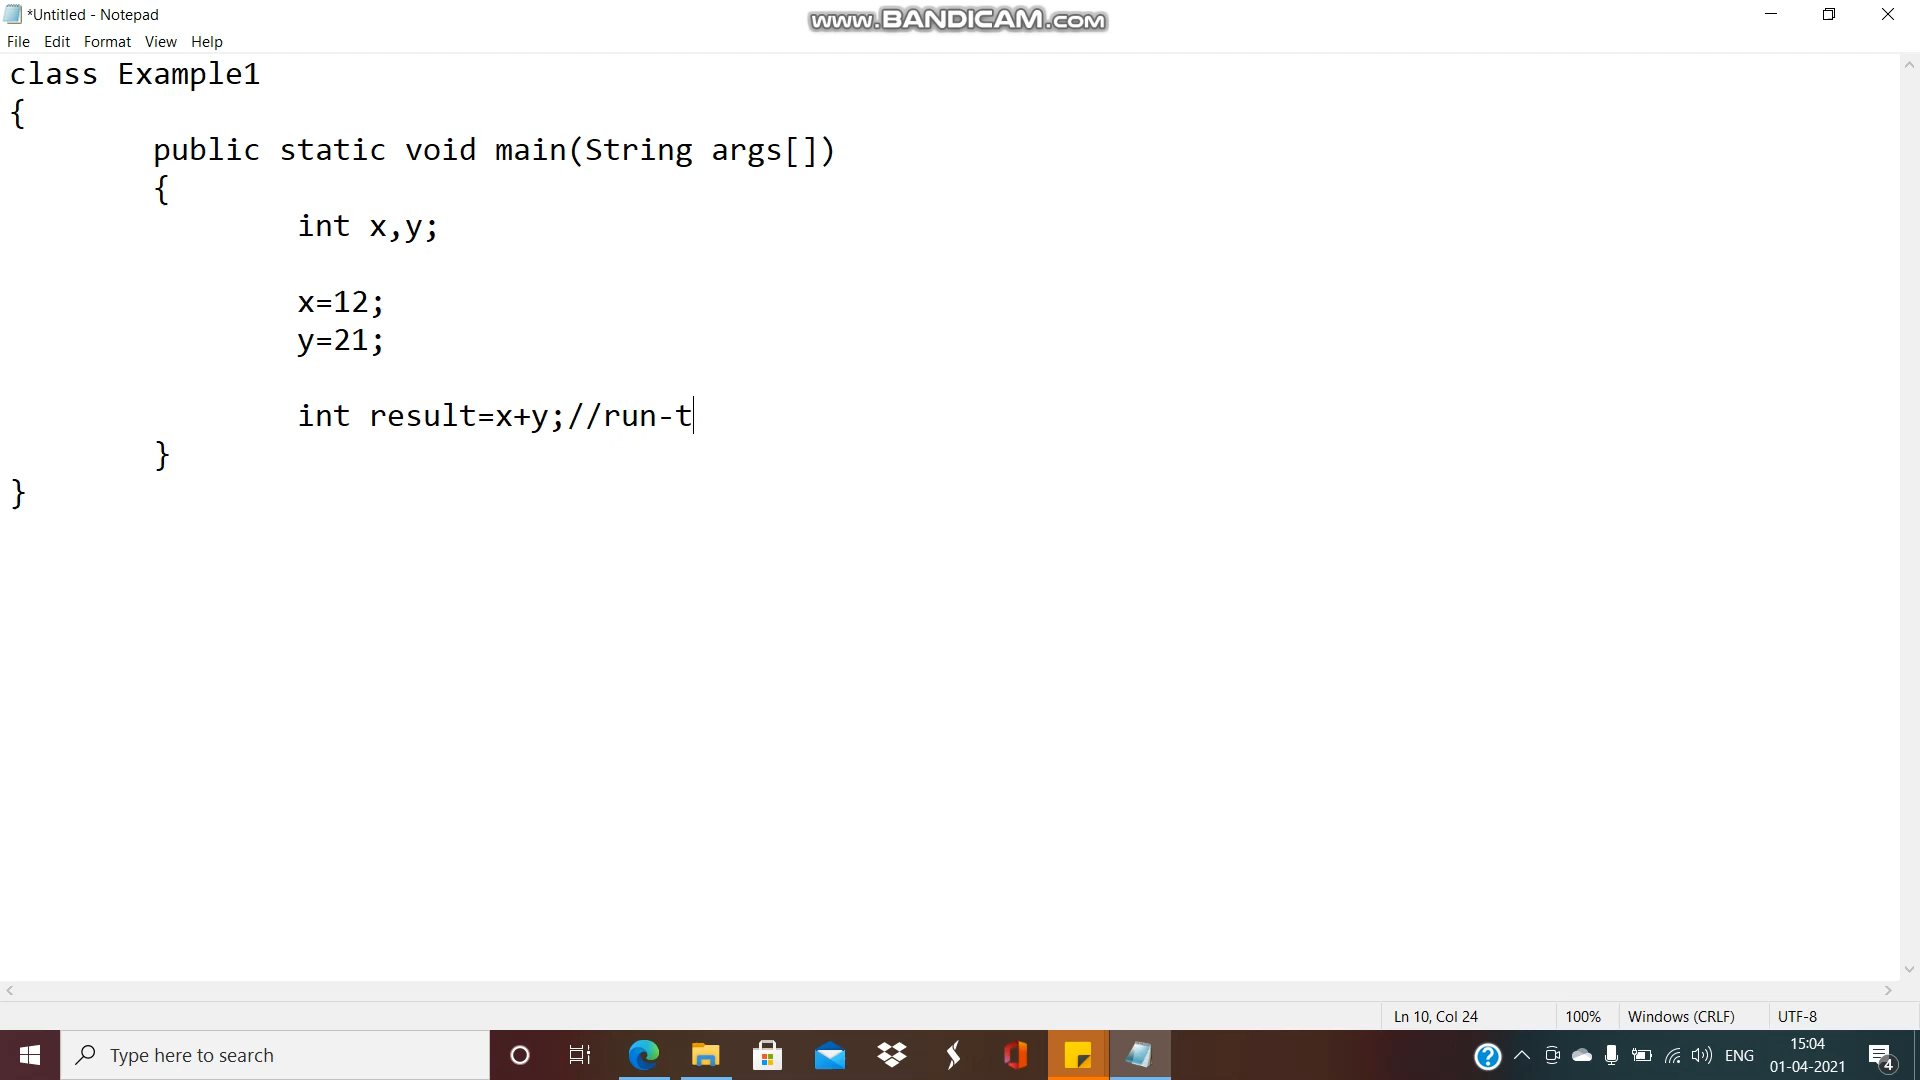 *Untitled - Notepad
www.BANDICAM.com
File Edit Format View Help
class Example1
{
public static void main(String args[])
{
int x,y;
x=12;
y=21;
int result=x+y;//run-t
}
}
Ln 10, Col 24 100% Windows (CRLF) UTF-8
Type here to search
ENG
15:04
01-04-2021
4